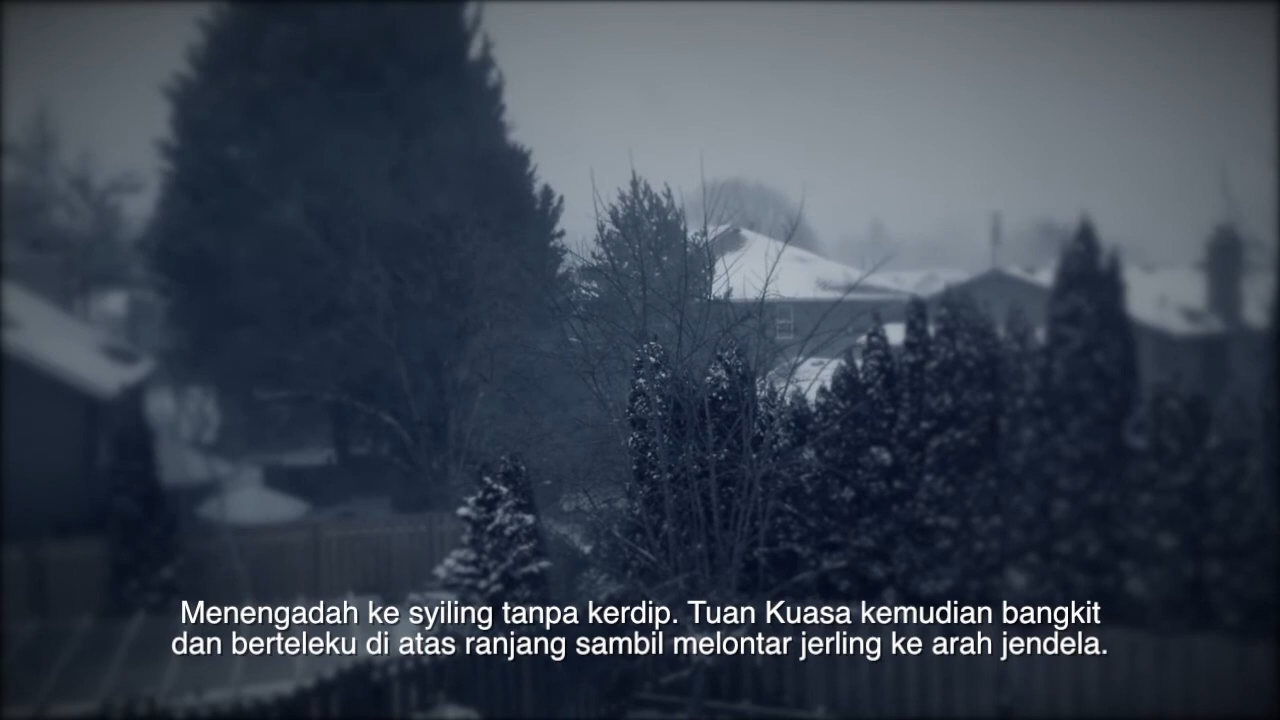 Menengadah ke syiling tanpa kerdip. Tuan Kuasa kemudian bangkit
dan berteleku di atas ranjang sambil melontar jerling ke arah jendela.